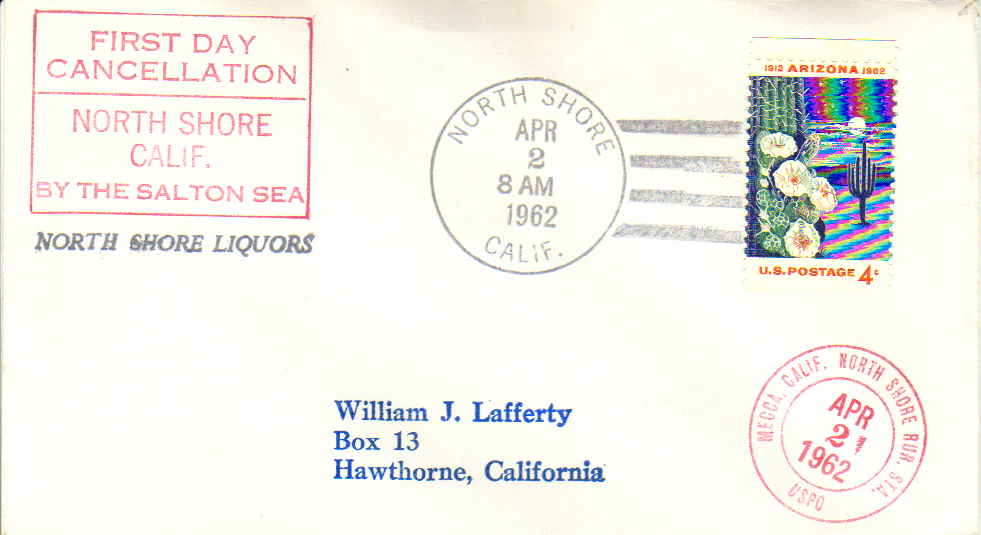 FIRST DAY
CANCELLATION
NORTH SHORE
CALIF.
BY THE SALTON SEA
NORTH SHORE LIQUORS
NORTH SHORE
APR
2
8 AM
1962
CALIF.
1912 ARIZONA 1962
U.S. POSTAGE 4¢
William J. Lafferty
Box 13
Hawthorne, California
MECCA, CALIF. NORTH SHORE RUR. STA.
APR
2
1962
USPO